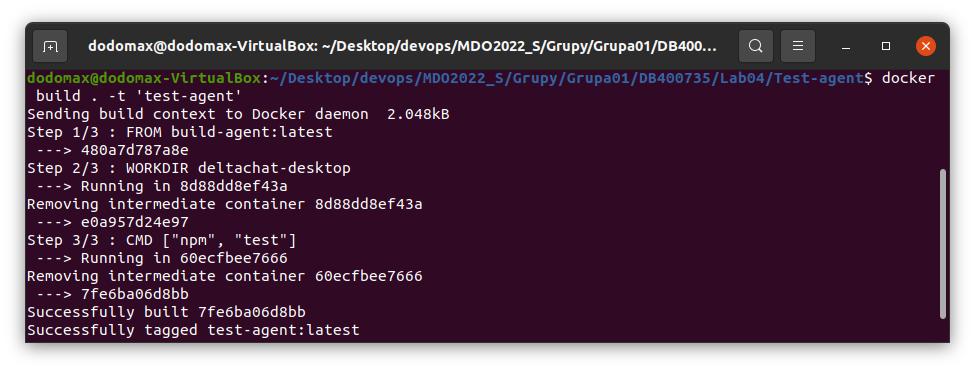 dodomax@dodomax-VirtualBox: ~/Desktop/devops/MDO2022_S/Grupy/Grupa01/DB400...
dodomax@dodomax-VirtualBox:~/Desktop/devops/MDO2022_S/Grupy/Grupa01/DB400735/Lab04/Test-agent$ docker
 build . -t 'test-agent'
Sending build context to Docker daemon  2.048kB
Step 1/3 : FROM build-agent:latest
 ---> 480a7d787a8e
Step 2/3 : WORKDIR deltachat-desktop
 ---> Running in 8d88dd8ef43a
Removing intermediate container 8d88dd8ef43a
 ---> e0a957d24e97
Step 3/3 : CMD ["npm", "test"]
 ---> Running in 60ecfbee7666
Removing intermediate container 60ecfbee7666
 ---> 7fe6ba06d8bb
Successfully built 7fe6ba06d8bb
Successfully tagged test-agent:latest